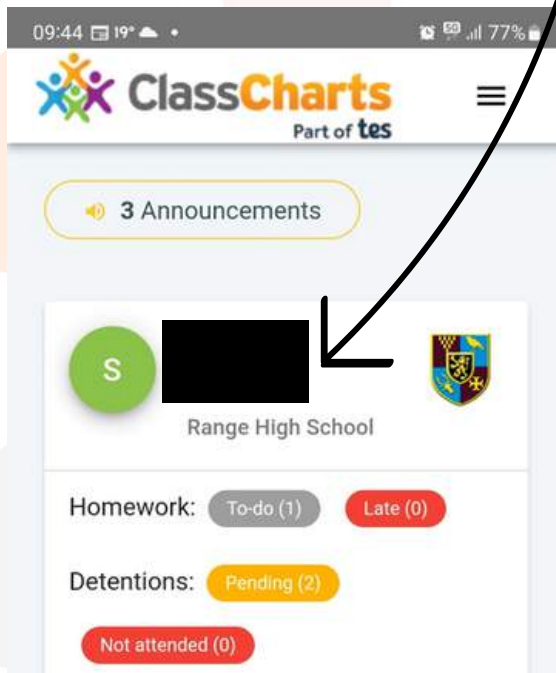 09:44 19° 5G 77%
ClassCharts
Part of tes
3 Announcements
S
Range High School
Homework: To-do (1) Late (0)
Detentions: Pending (2)
Not attended (0)